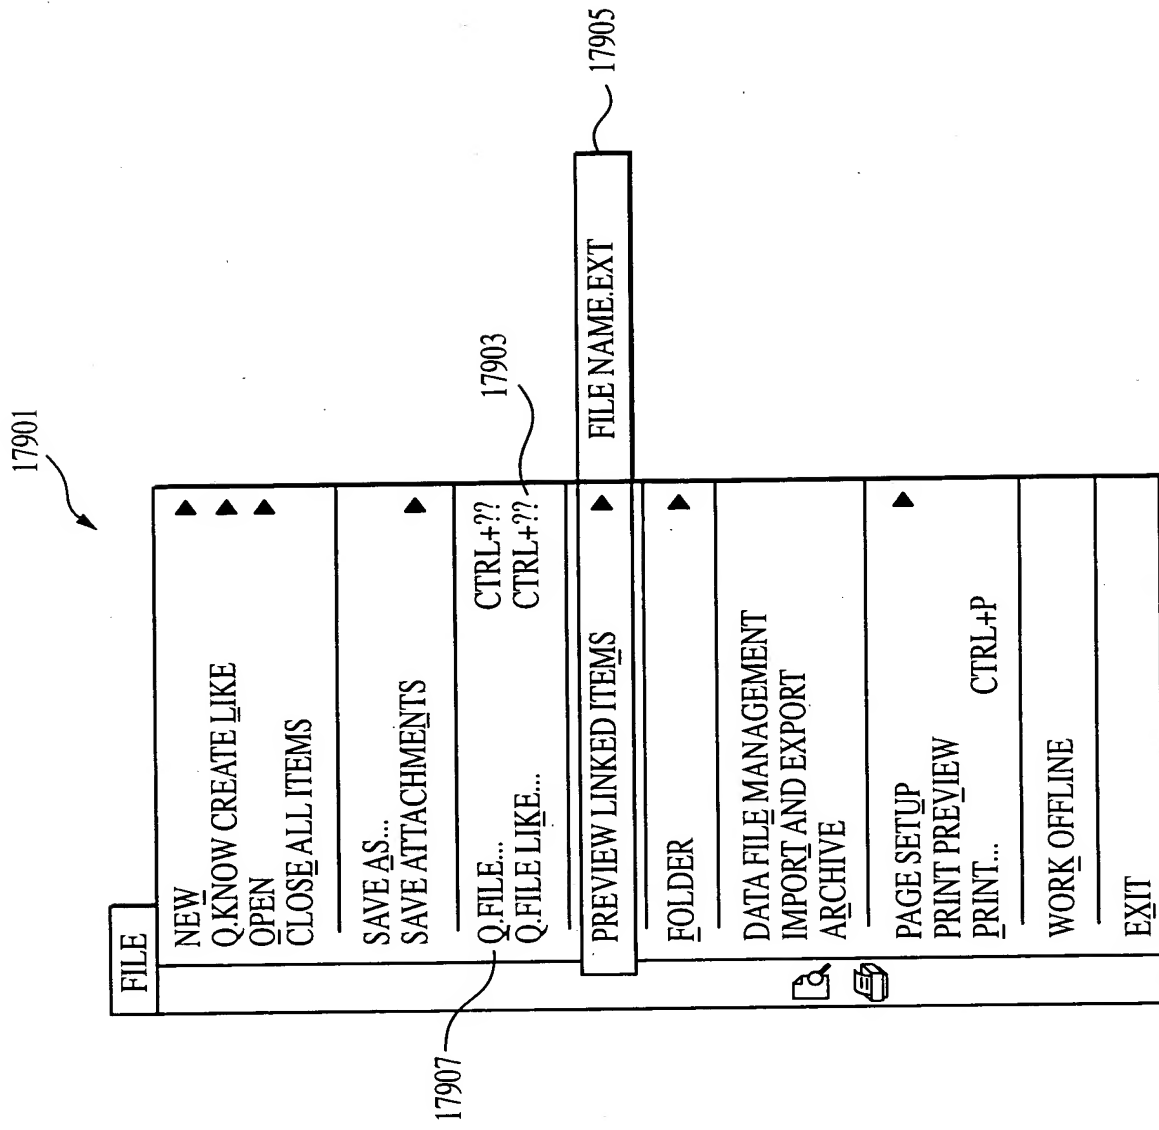 17901
FILE
NEW
Q.KNOW CREATE LIKE
OPEN
CLOSE ALL ITEMS
SAVE AS...
SAVE ATTACHMENTS
17907
Q.FILE... CTRL+??
Q.FILE LIKE... CTRL+??
17903
PREVIEW LINKED ITEMS FILE NAME.EXT
17905
FOLDER
DATA FILE MANAGEMENT
IMPORT AND EXPORT
ARCHIVE
PAGE SETUP
PRINT PREVIEW
PRINT... CTRL+P
WORK OFFLINE
EXIT